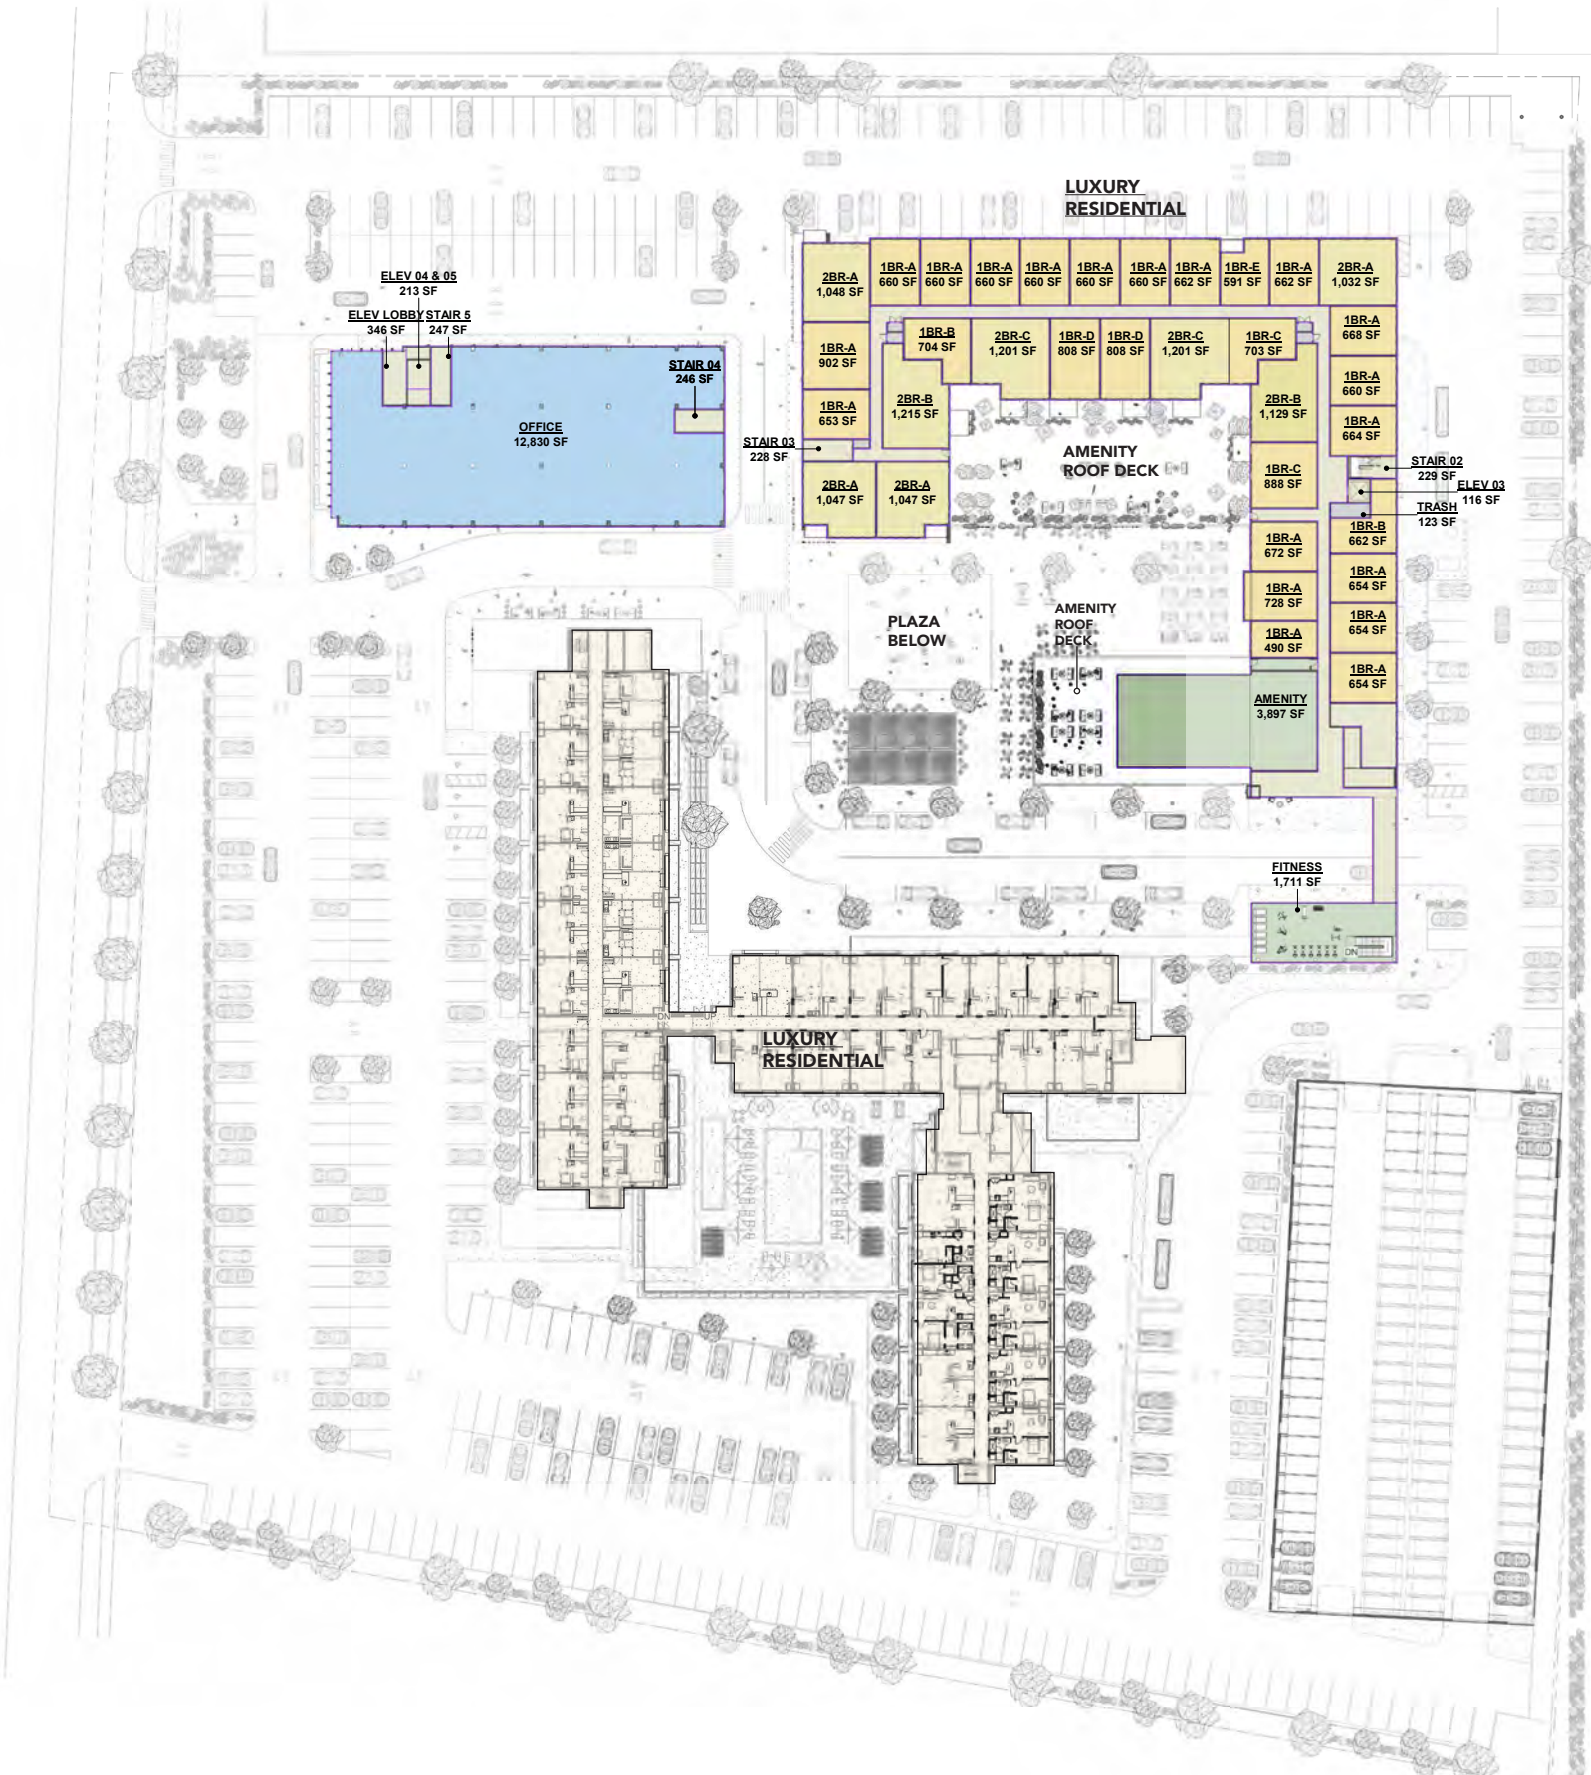 LUXURY
RESIDENTIAL
ELEV 04 & 05
213 SF
ELEV LOBBY
346 SF
STAIR 5
247 SF
STAIR 04
246 SF
OFFICE
12,830 SF
2BR-A
1,048 SF
1BR-A
660 SF
1BR-A
660 SF
1BR-A
660 SF
1BR-A
660 SF
1BR-A
660 SF
1BR-A
660 SF
1BR-A
662 SF
1BR-E
591 SF
1BR-A
662 SF
2BR-A
1,032 SF
1BR-A
902 SF
1BR-B
704 SF
2BR-C
1,201 SF
1BR-D
808 SF
1BR-D
808 SF
2BR-C
1,201 SF
1BR-C
703 SF
1BR-A
668 SF
1BR-A
660 SF
1BR-A
653 SF
2BR-B
1,215 SF
2BR-B
1,129 SF
1BR-A
664 SF
STAIR 03
228 SF
AMENITY
ROOF DECK
2BR-A
1,047 SF
2BR-A
1,047 SF
1BR-C
888 SF
STAIR 02
229 SF
ELEV 03
116 SF
TRASH
123 SF
1BR-B
662 SF
1BR-A
672 SF
1BR-A
654 SF
1BR-A
728 SF
1BR-A
654 SF
PLAZA
BELOW
AMENITY
ROOF
DECK
1BR-A
490 SF
1BR-A
654 SF
AMENITY
3,897 SF
FITNESS
1,711 SF
DN
DN
UP
LUXURY
RESIDENTIAL